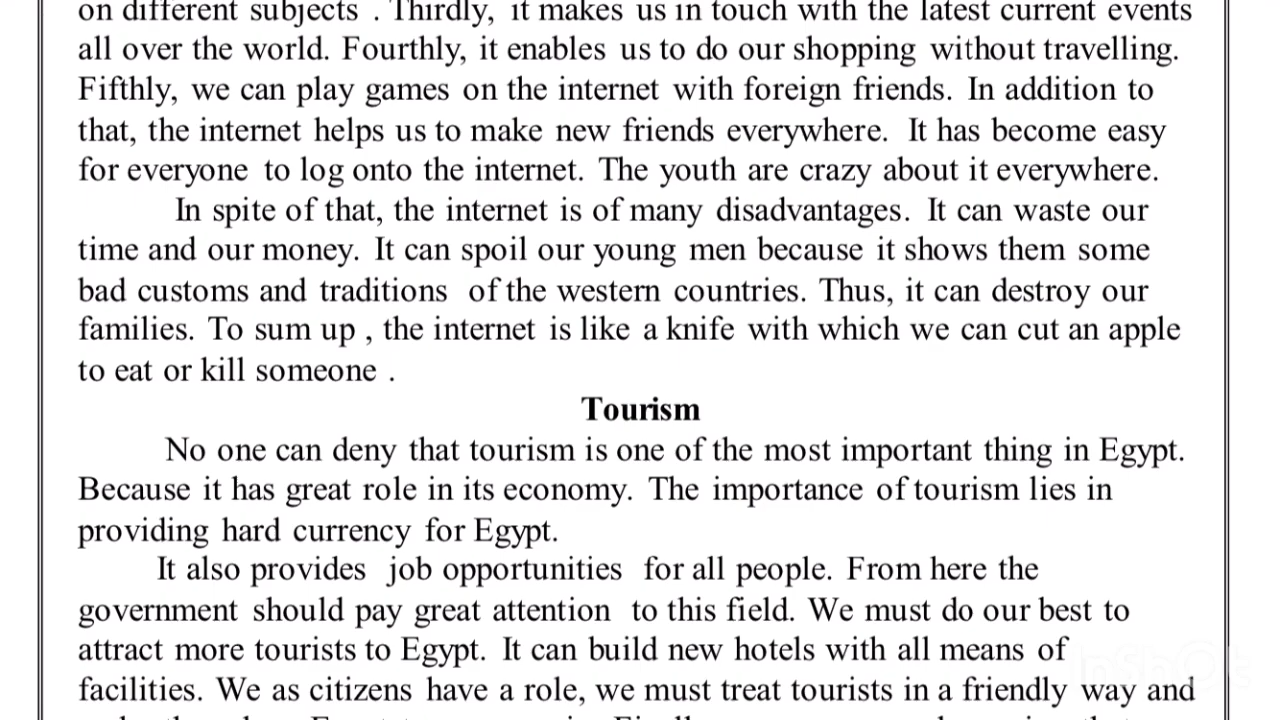 on different subjects . Thirdly, it makes us in touch with the latest current events
all over the world. Fourthly, it enables us to do our shopping without travelling.
Fifthly, we can play games on the internet with foreign friends. In addition to
that, the internet helps us to make new friends everywhere. It has become easy
for everyone to log onto the internet. The youth are crazy about it everywhere.
In spite of that, the internet is of many disadvantages. It can waste our
time and our money. It can spoil our young men because it shows them some
bad customs and traditions of the western countries. Thus, it can destroy our
families. To sum up , the internet is like a knife with which we can cut an apple
to eat or kill someone .
Tourism
No one can deny that tourism is one of the most important thing in Egypt.
Because it has great role in its economy. The importance of tourism lies in
providing hard currency for Egypt.
It also provides job opportunities for all people. From here the
government should pay great attention to this field. We must do our best to
attract more tourists to Egypt. It can build new hotels with all means of
facilities. We as citizens have a role, we must treat tourists in a friendly way and
InShOt